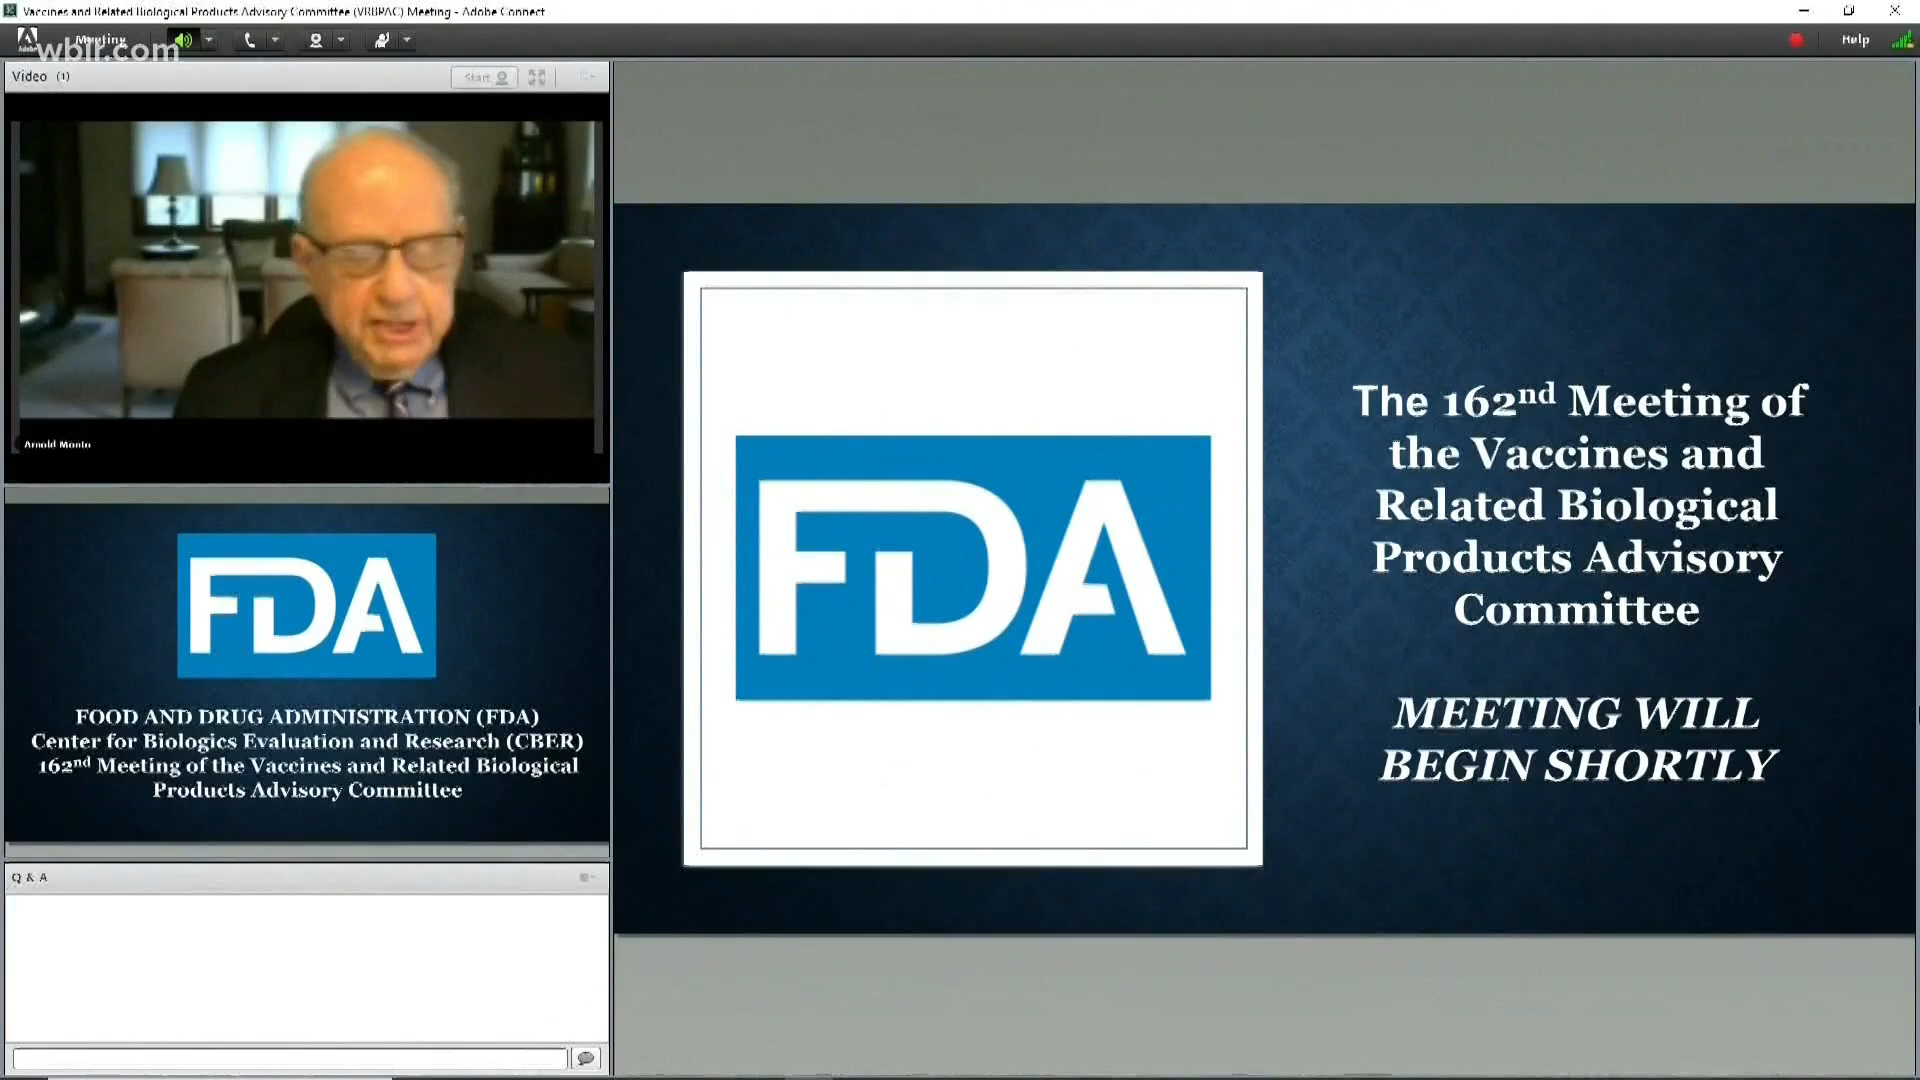 Vaccines and Related Biological Products Advisory Committee (VRBPAC) Meeting - Adobe Connect
Adobe
Meeting
wbir.com
Help
Video (1)
Start
Arnold Monto
FDA
FOOD AND DRUG ADMINISTRATION (FDA)
Center for Biologics Evaluation and Research (CBER)
162nd Meeting of the Vaccines and Related Biological
Products Advisory Committee
Q & A
FDA
The 162nd Meeting of
the Vaccines and
Related Biological
Products Advisory
Committee
MEETING WILL
BEGIN SHORTLY